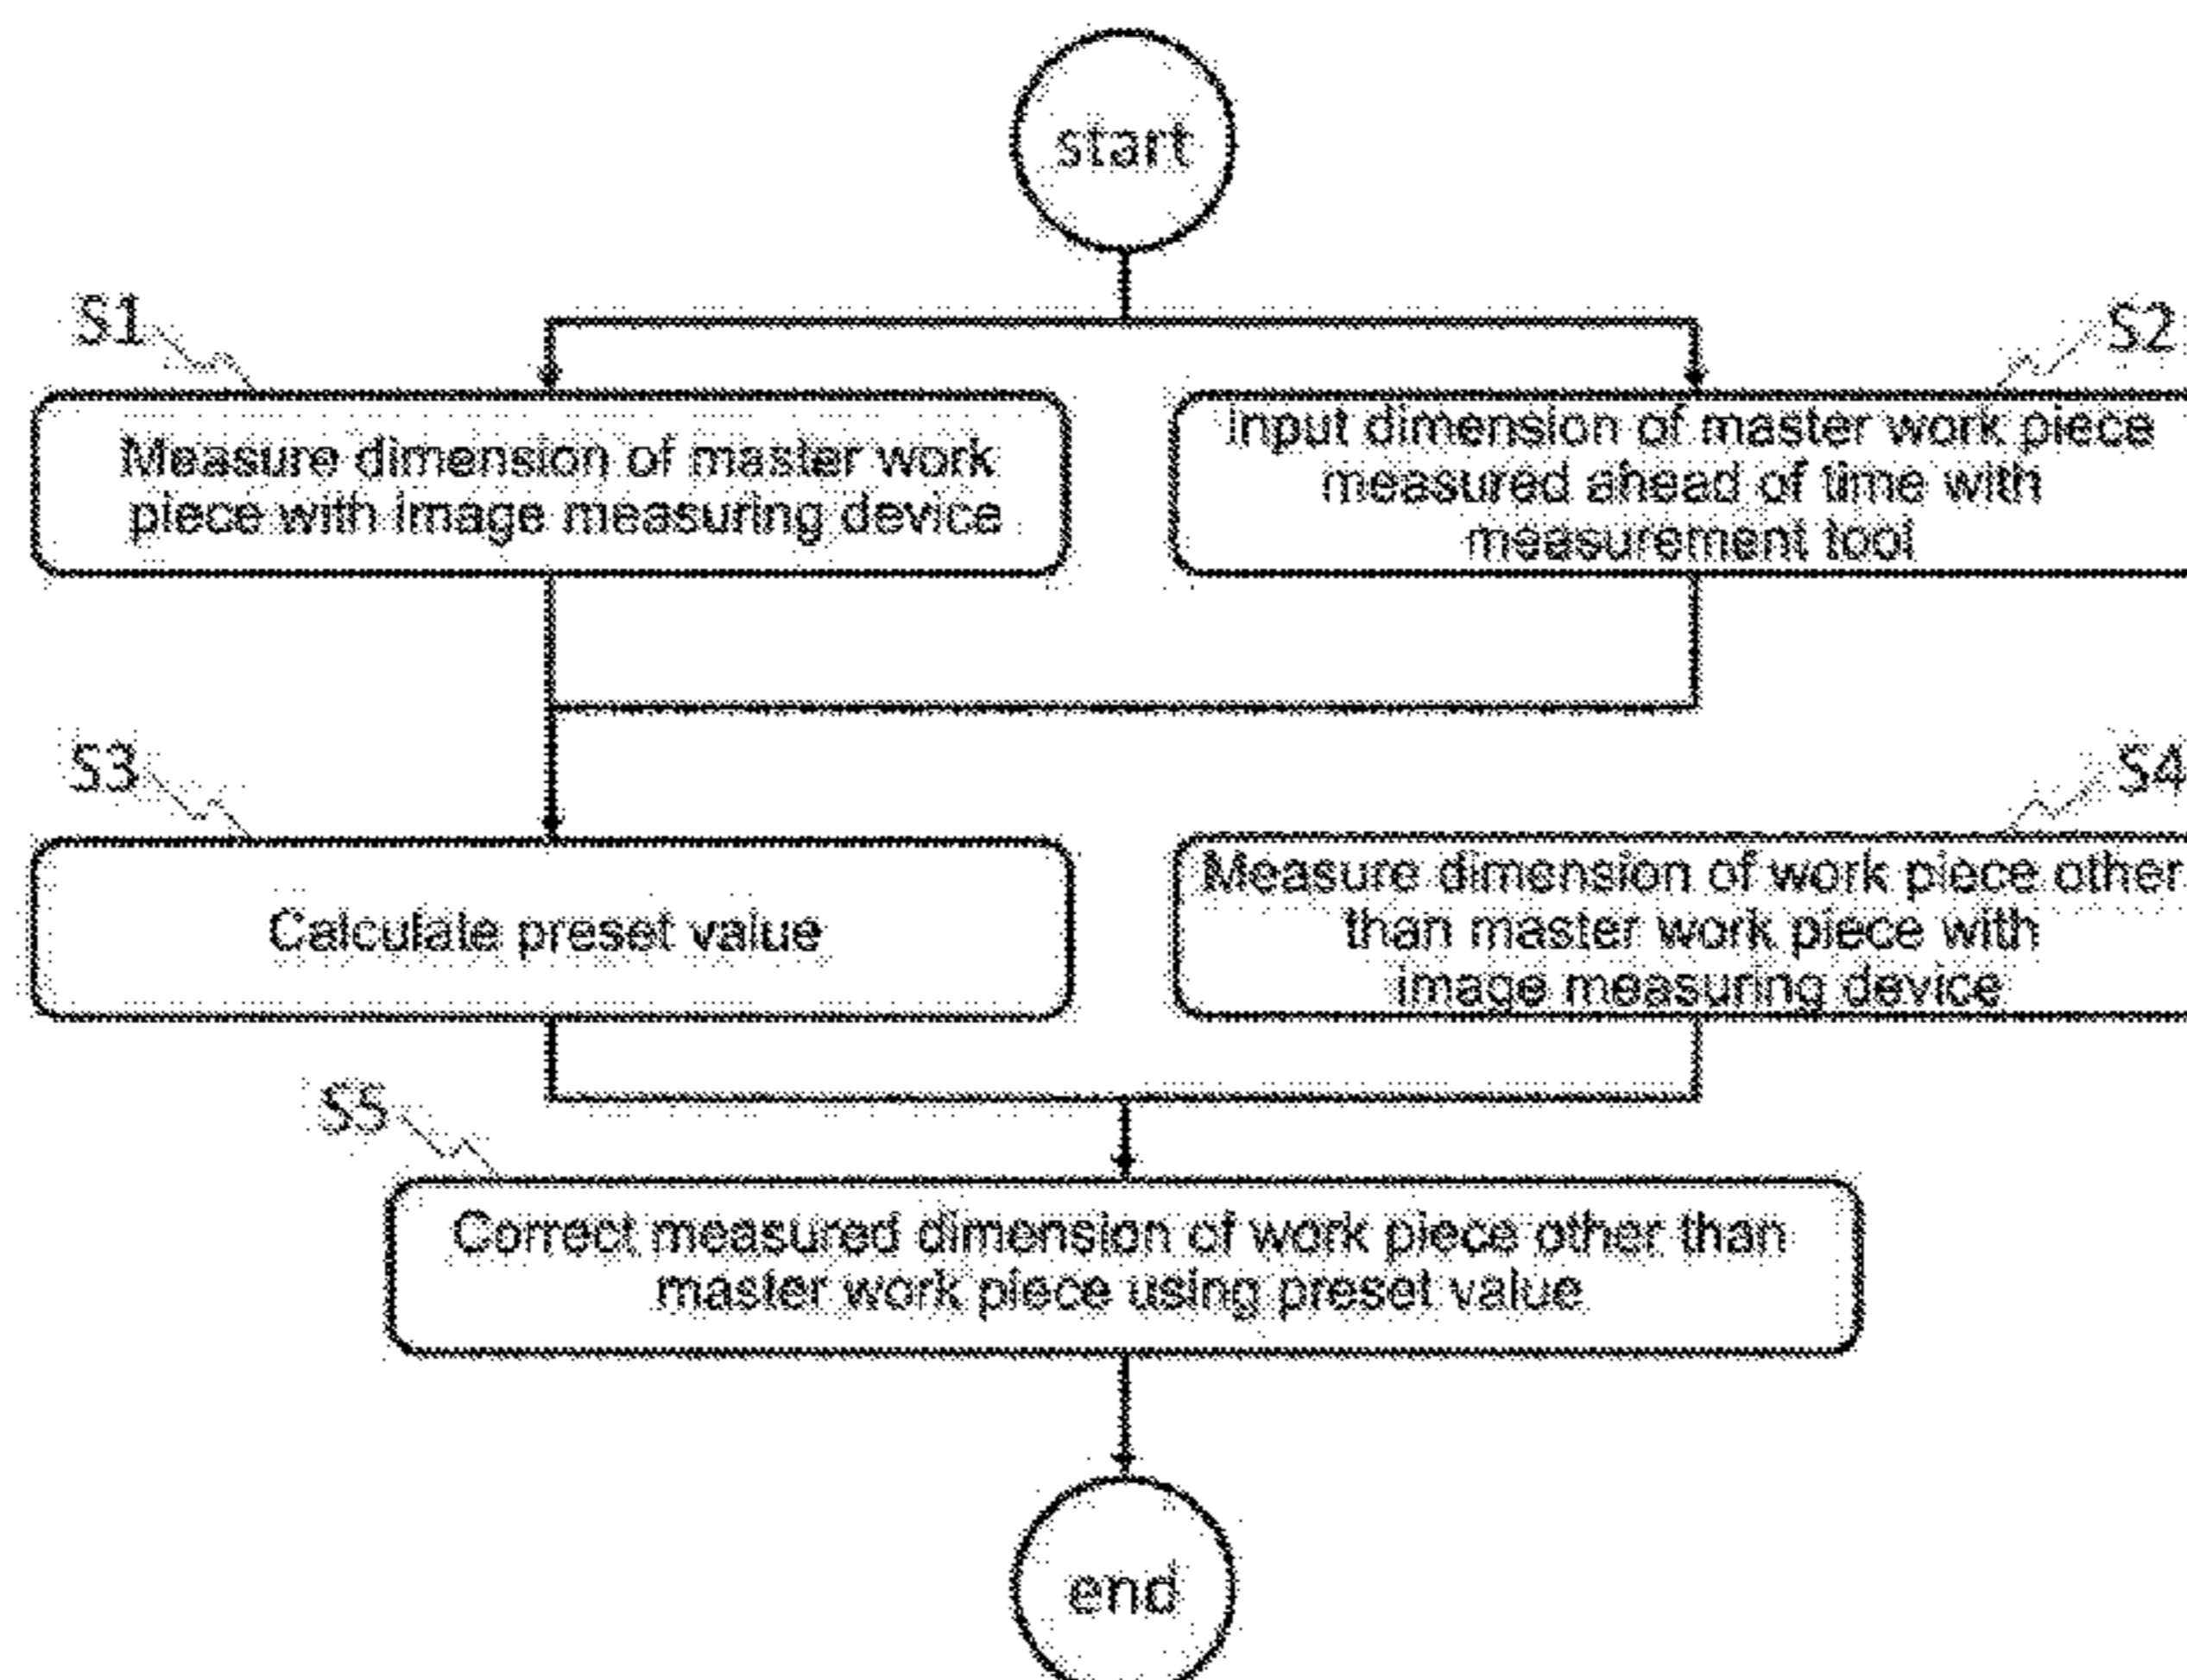 start
S1
S2
Measure dimension of master work
piece with image measuring device
Input dimension of master work piece
measured ahead of time with
measurement tool
S3
S4
Calculate preset value
Measure dimension of work piece other
than master work piece with
image measuring device
S5
Correct measured dimension of work piece other than
master work piece using preset value
end